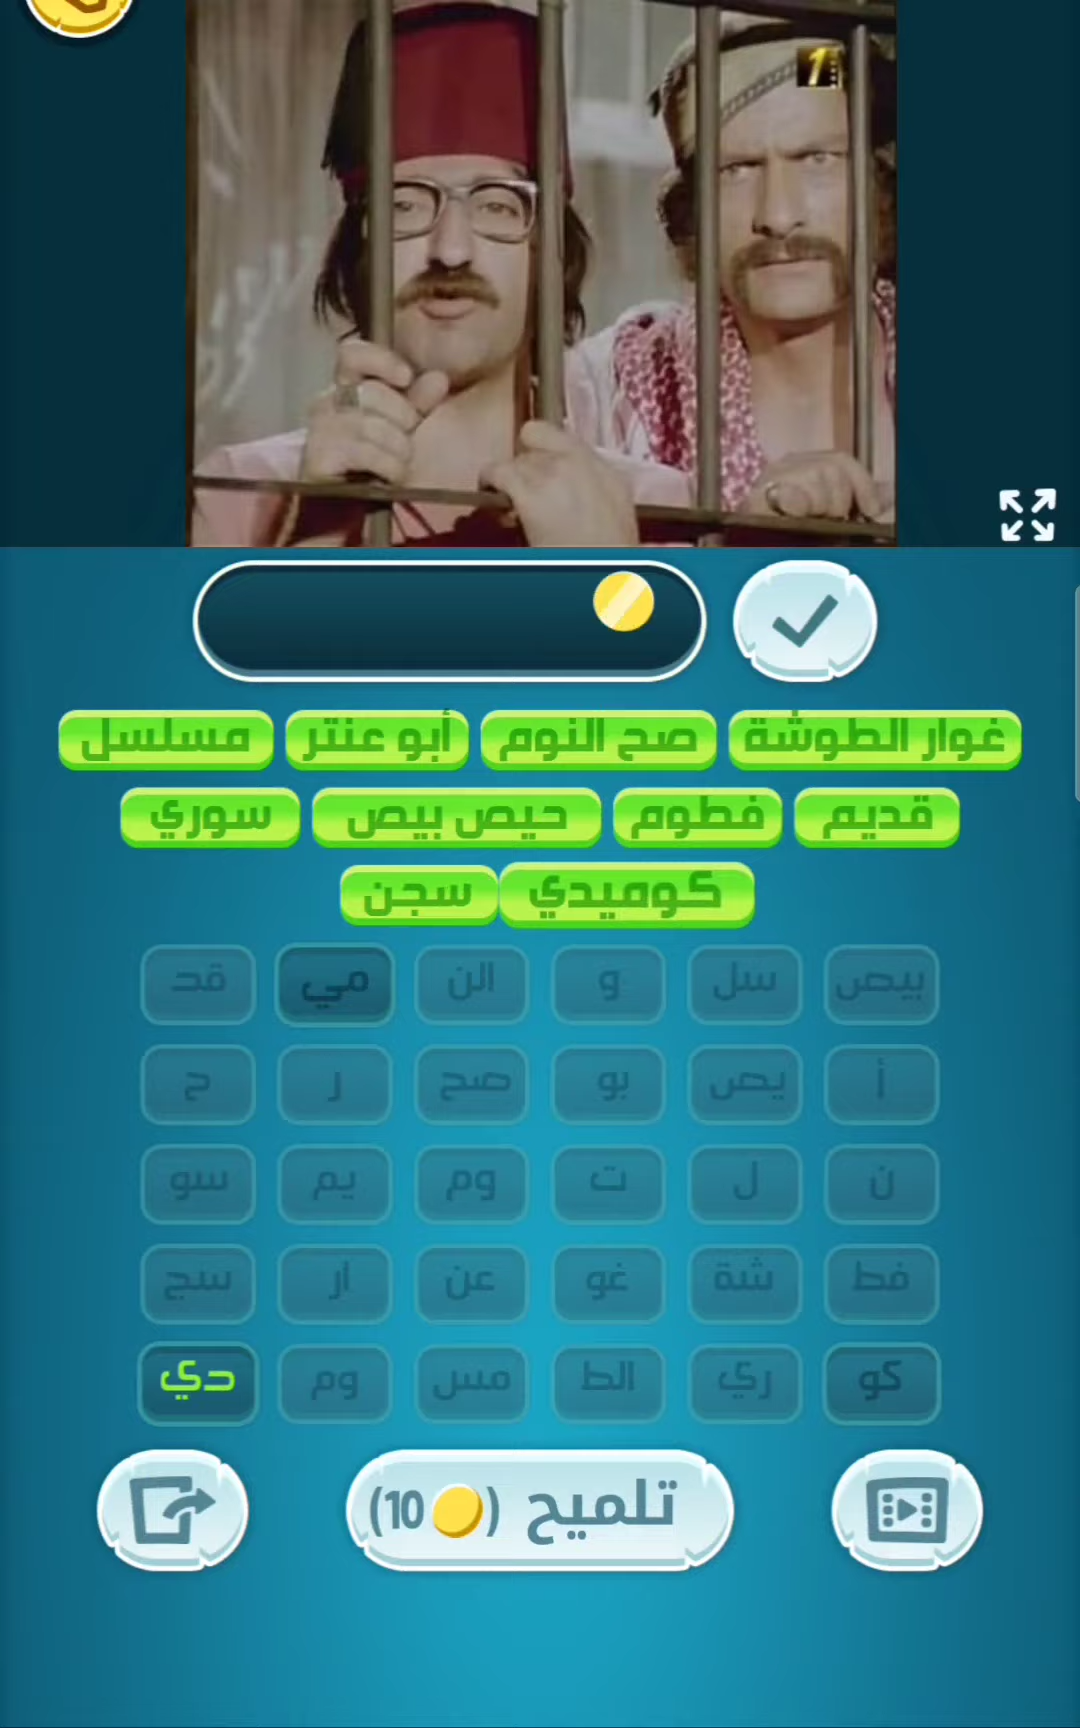 1
غوار الطوشة صح النوم أبو عنتر مسلسل
قديم فطوم حيص بيص سوري
كوميدي سجن
بيص سل و الن مي قد
أ يص بو صح ر ح
ن ل ت وم يم سو
فط شة غو عن ار سج
كو ري الط مس وم دي
تلميح (10)